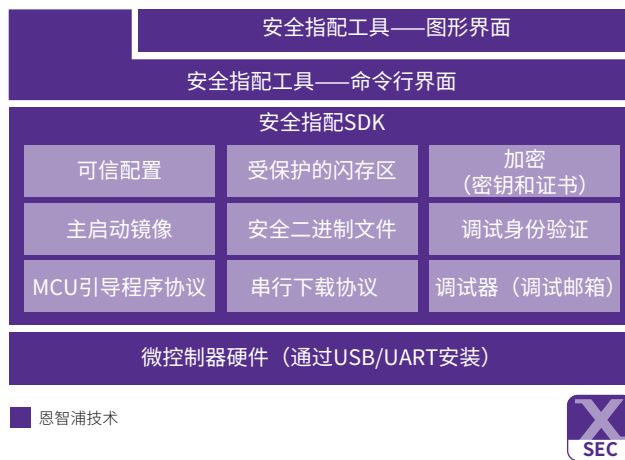 安全指配工具——图形界面
安全指配工具——命令行界面
安全指配SDK
可信配置
受保护的闪存区
加密
（密钥和证书）
主启动镜像
安全二进制文件
调试身份验证
MCU引导程序协议
串行下载协议
调试器（调试邮箱）
微控制器硬件（通过USB/UART安装）
恩智浦技术
X
SEC